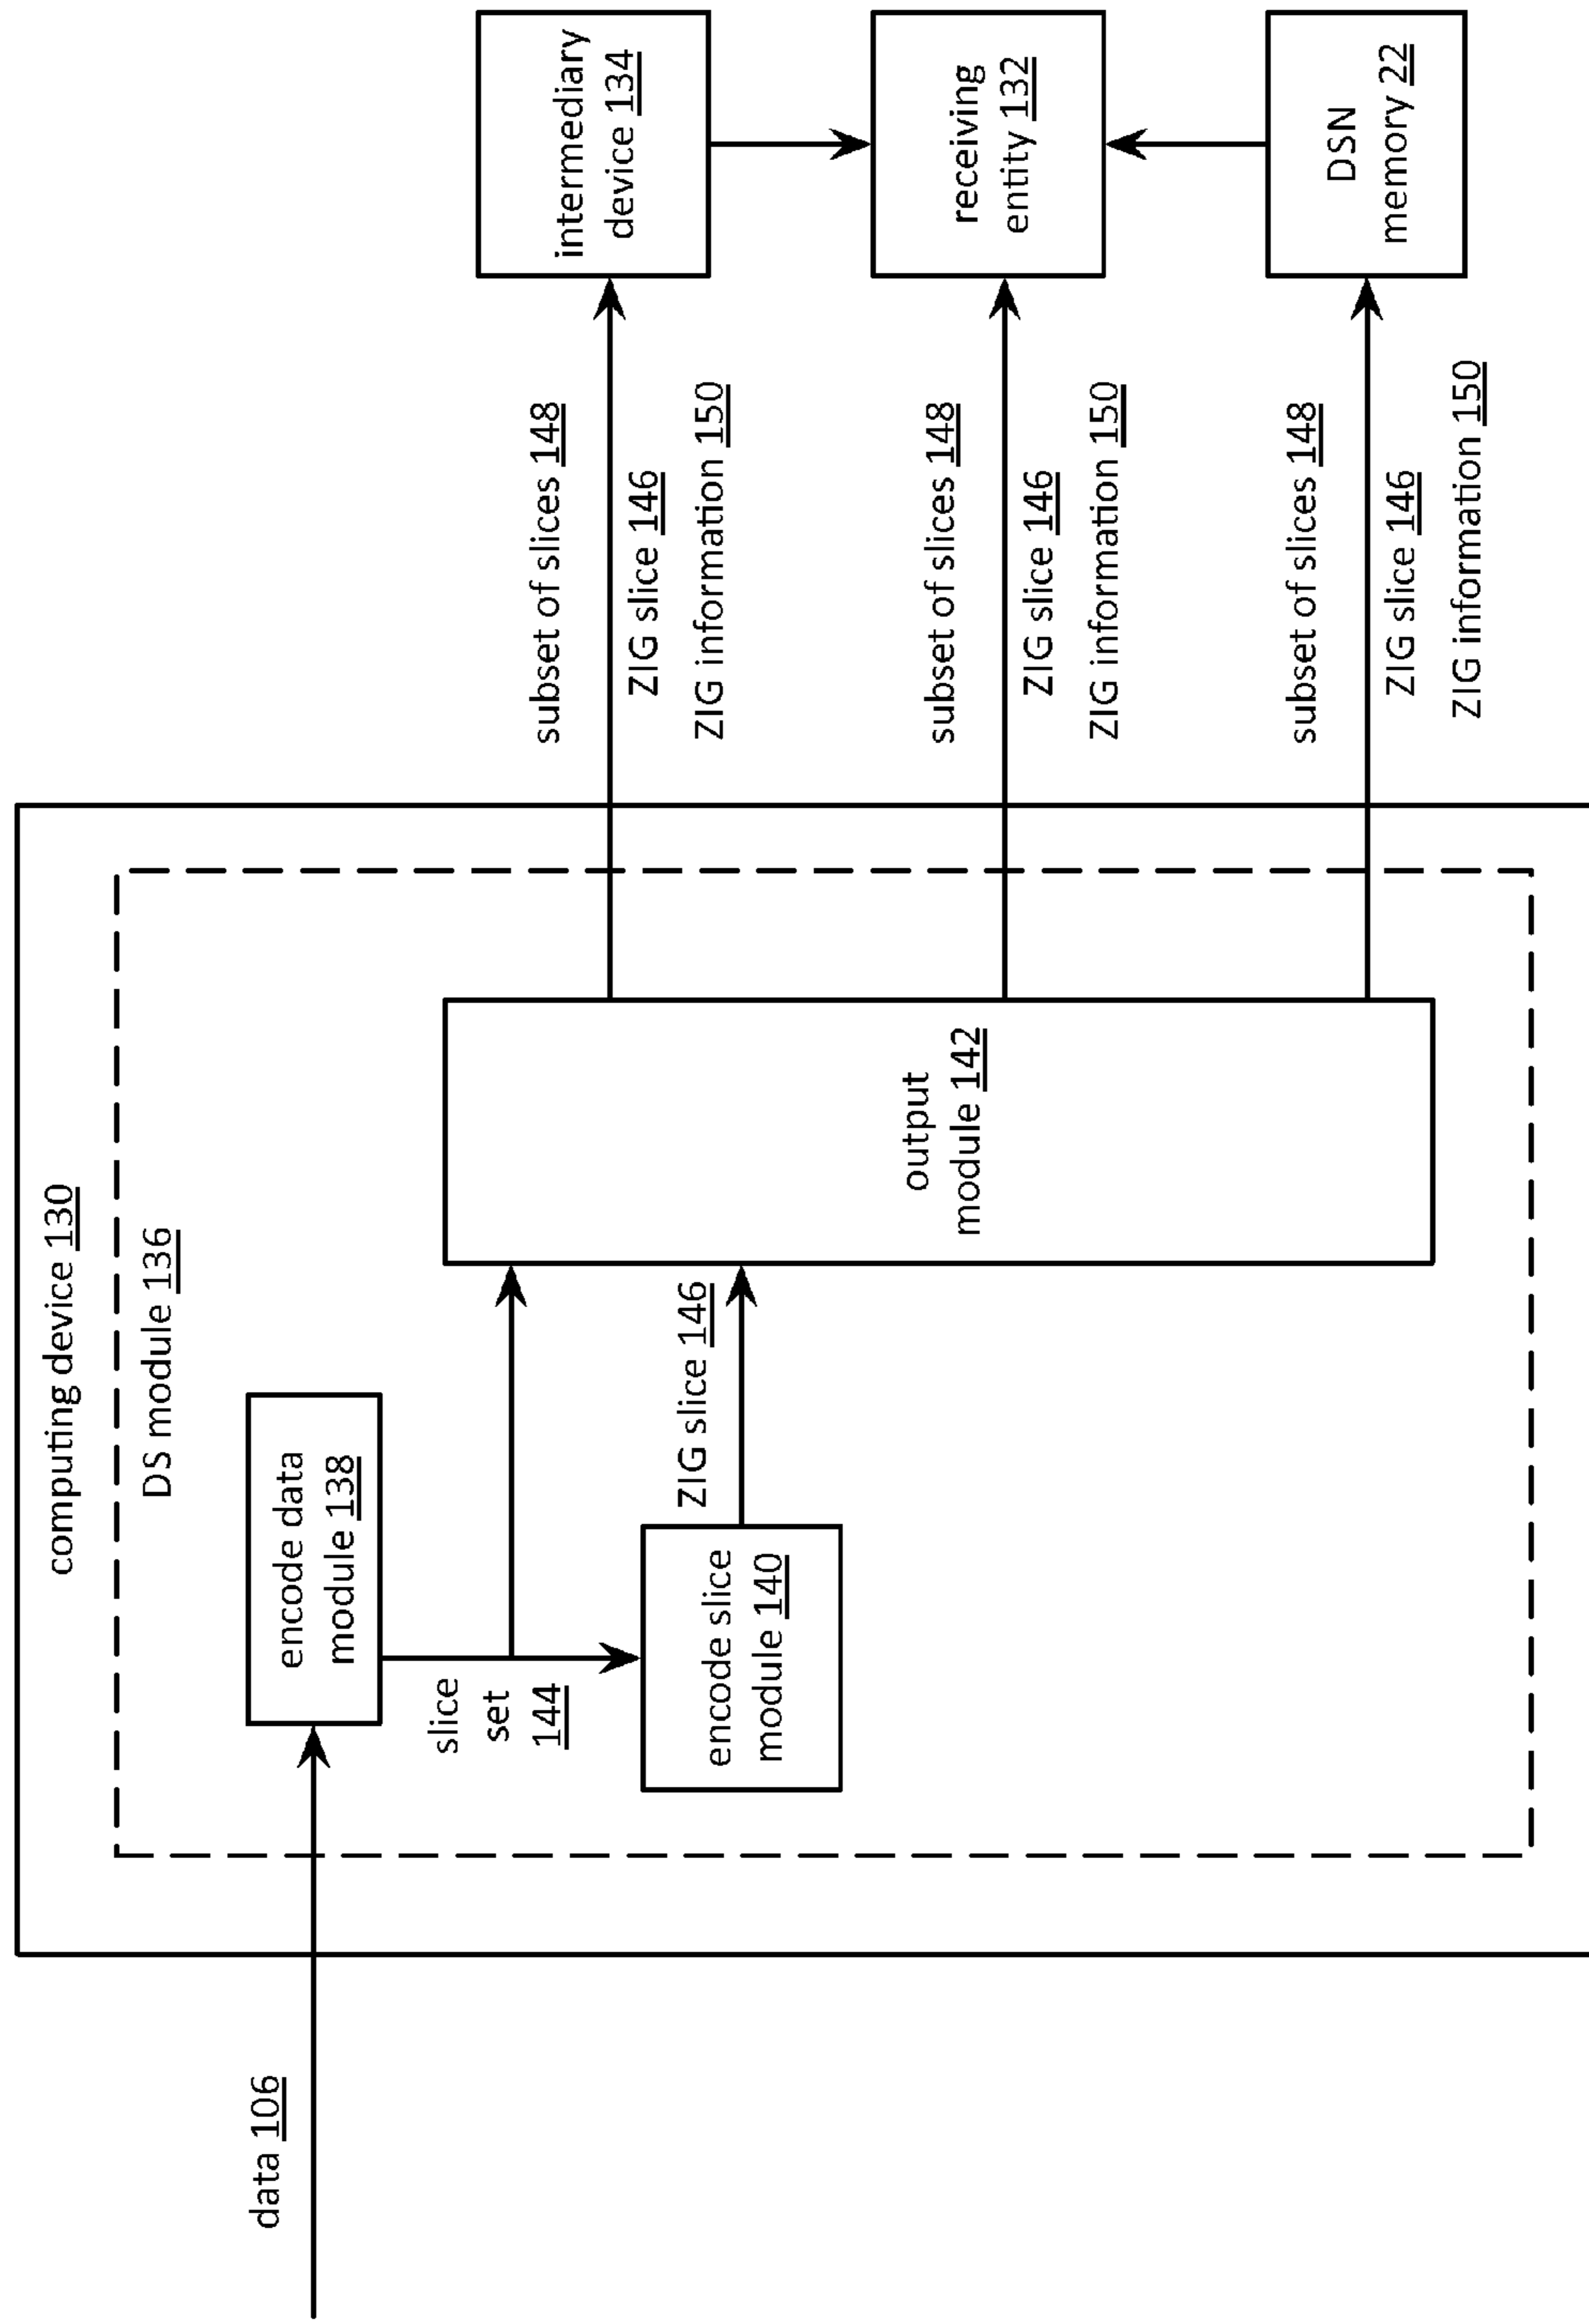 computing device 130
DS module 136
data 106
encode data
module 138
slice
set
144
encode slice
module 140
ZIG slice 146
output
module 142
subset of slices 148
ZIG slice 146
ZIG information 150
intermediary
device 134
subset of slices 148
ZIG slice 146
ZIG information 150
receiving
entity 132
subset of slices 148
ZIG slice 146
ZIG information 150
DSN
memory 22